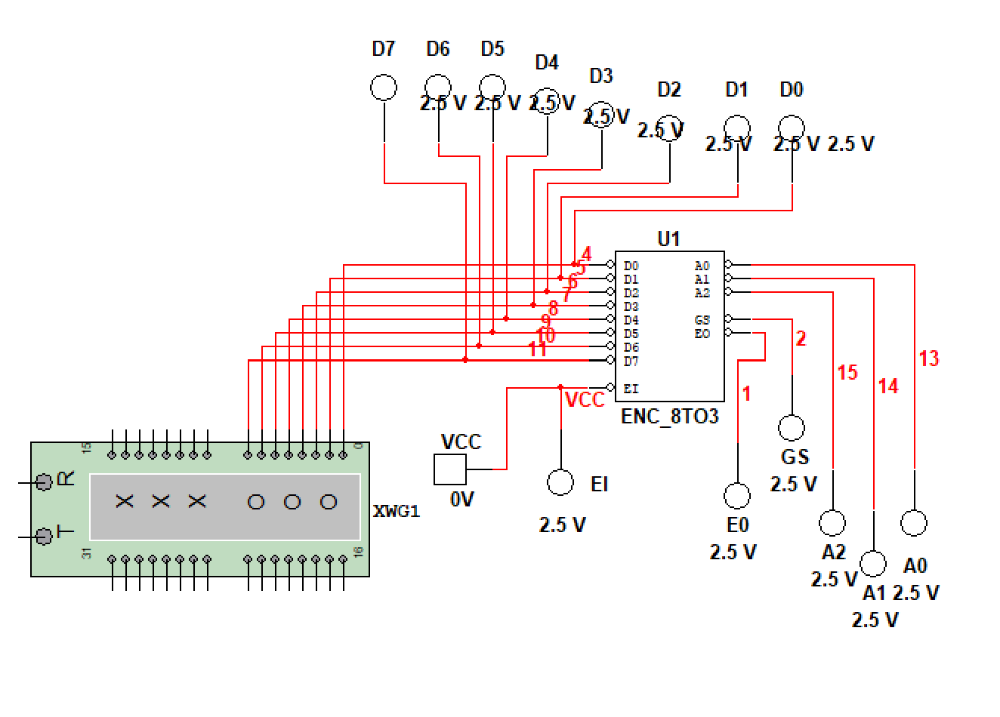 D7 D6 D5 D4 D3 D2 D1 D0
2.5 V 2.5 V 2.5 V 2.5 V 2.5 V 2.5 V 2.5 V 2.5 V
U1
4
5
6
7
8
9
10
11
D0 A0
D1 A1
D2 A2
D3
D4 GS
D5 EO
D6
D7
EI
VCC
ENC_8TO3
2
13
15
14
1
VCC
0V
EI
2.5 V
GS
2.5 V
E0
2.5 V
A2
2.5 V
A0
2.5 V
A1
2.5 V
15 0
R
T
X X X O O O
XWG1
31 16